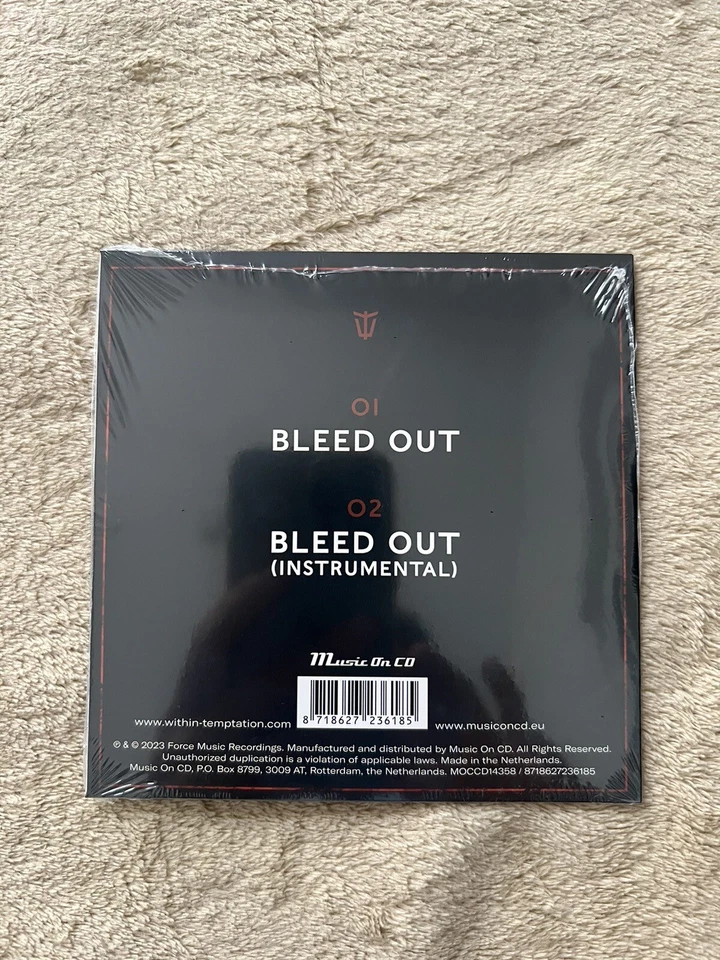 01
BLEED OUT
02
BLEED OUT
(INSTRUMENTAL)
Music On CD
8 718627 236185
www.within-temptation.com
www.musiconcd.eu
℗ & © 2023 Force Music Recordings. Manufactured and distributed by Music On CD. All Rights Reserved.
Unauthorized duplication is a violation of applicable laws. Made in the Netherlands.
Music On CD, P.O. Box 8799, 3009 AT, Rotterdam, the Netherlands. MOCCD14358 / 8718627236185